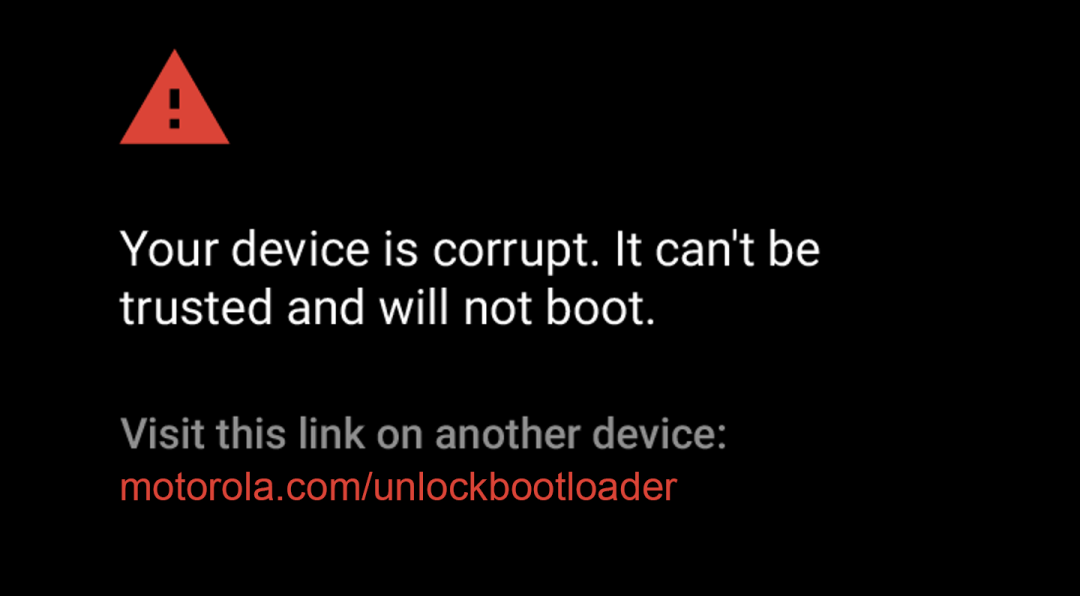 Your device is corrupt. It can't be
trusted and will not boot.
Visit this link on another device:
motorola.com/unlockbootloader